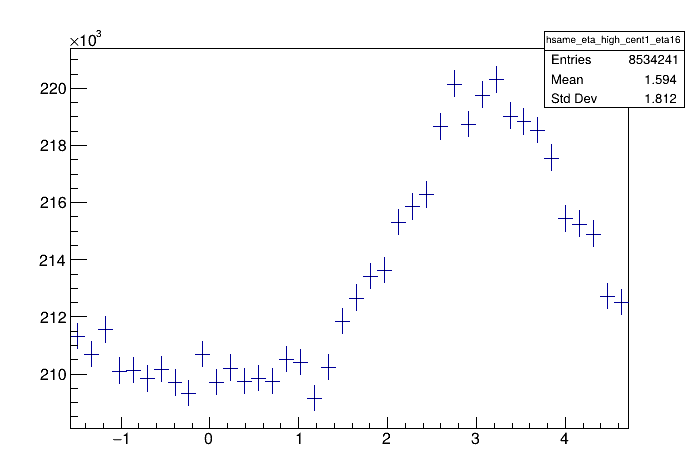 ×10³
hsame_eta_high_cent1_eta16
Entries 8534241
Mean 1.594
Std Dev 1.812
220
218
216
214
212
210
−1 0 1 2 3 4